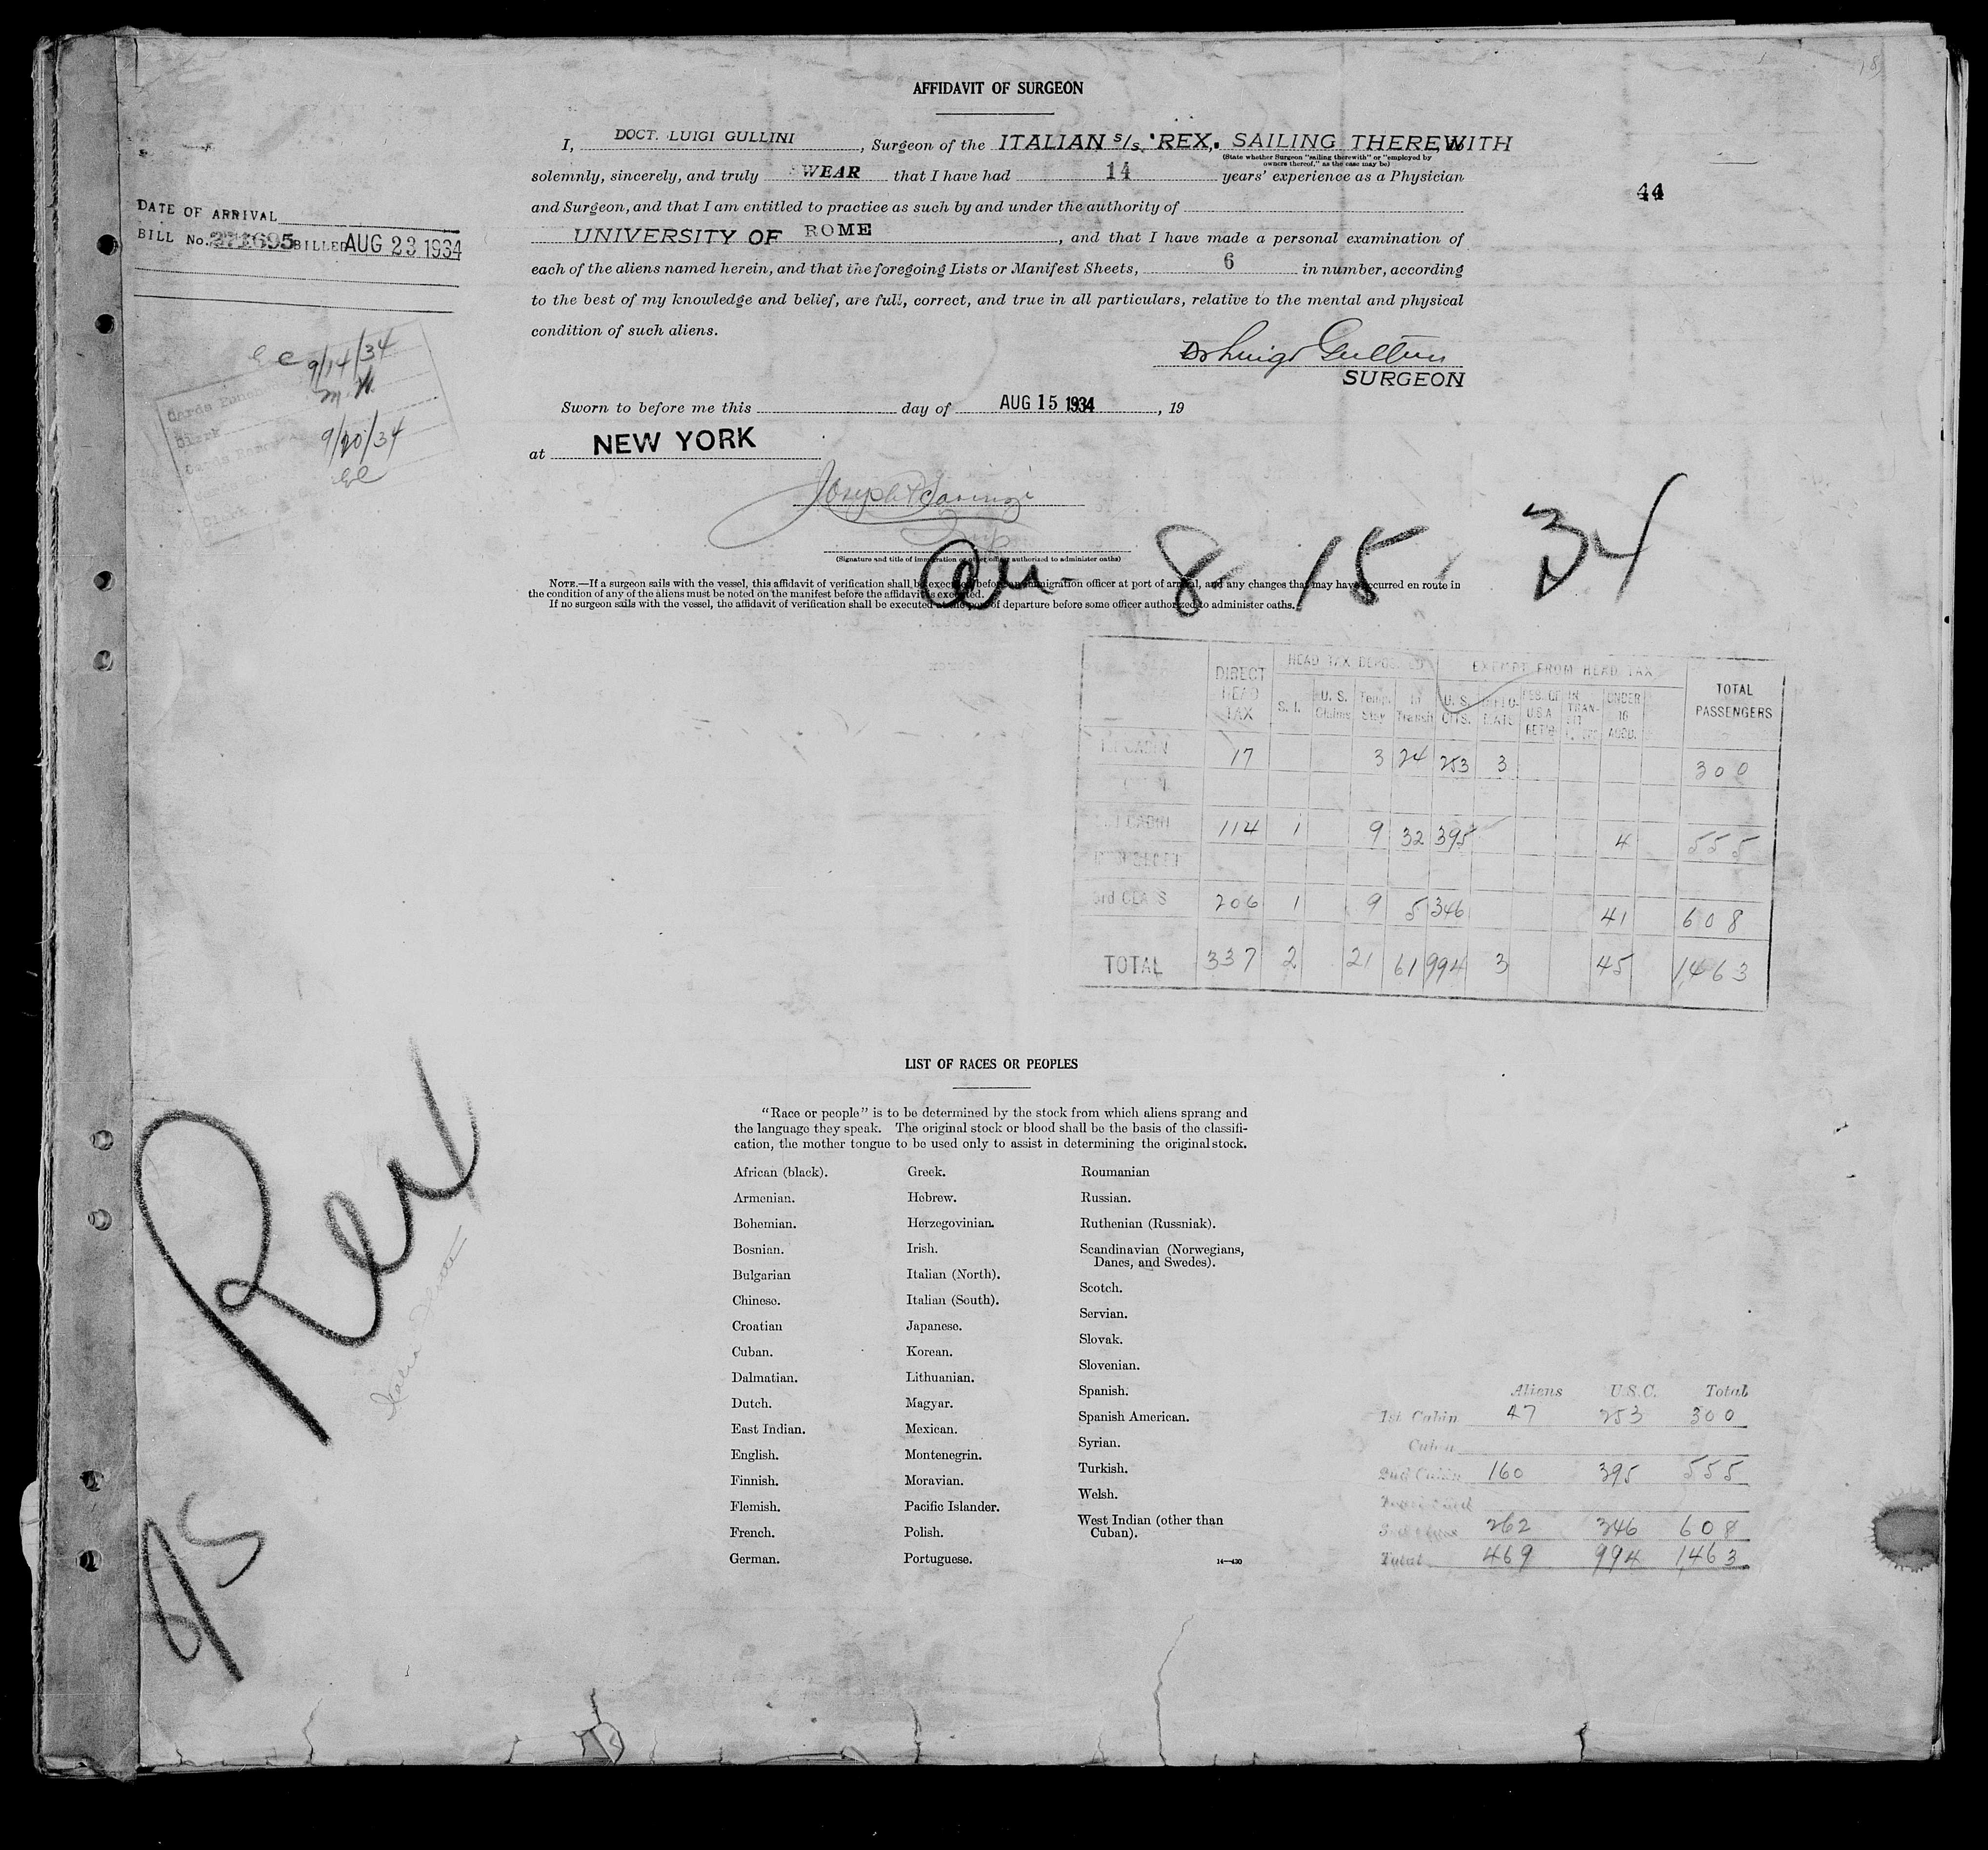 AFFIDAVIT OF SURGEON
I, DOCT. LUIGI GULLINI, Surgeon of the ITALIAN S/S. "REX", SAILING THEREWITH
(State whether Surgeon "sailing therewith" or "employed by
owners thereof," as the case may be)
solemnly, sincerely, and truly SWEAR that I have had 14 years' experience as a Physician
44
and Surgeon, and that I am entitled to practice as such by and under the authority of
UNIVERSITY OF ROME, and that I have made a personal examination of
each of the aliens named herein, and that the foregoing Lists or Manifest Sheets, 6 in number, according
to the best of my knowledge and belief, are full, correct, and true in all particulars, relative to the mental and physical
condition of such aliens.
Dr Luigi Gullini
SURGEON
Sworn to before me this day of AUG 15 1934, 19
at NEW YORK
(Signature and title of immigration or other officer authorized to administer oaths)
NOTE.—If a surgeon sails with the vessel, this affidavit of verification shall be executed before an immigration officer at port of arrival, and any changes that may have occurred en route in
the condition of any of the aliens must be noted on the manifest before the affidavit is executed.
If no surgeon sails with the vessel, the affidavit of verification shall be executed at the port of departure before some officer authorized to administer oaths.
8 15 34
DATE OF ARRIVAL
BILL No. 271695 BILLED AUG 23 1934
9/14/34
9/20/34
DIRECT HEAD TAX HEAD TAX DEPOSITED EXEMPT FROM HEAD TAX TOTAL PASSENGERS
S. I. U. S. Claims Temp. Stay In Transit U. S. CITS. DIPLO-MATS RES. OF U.S.A. RET'G IN TRAN-SIT UNDER 16 ACCD.
1st CABIN 17 3 24 253 3 300
2nd CABIN 114 1 9 32 395 4 555
3rd CLASS 206 1 9 5 346 41 608
TOTAL 337 2 21 61 994 3 45 1463
LIST OF RACES OR PEOPLES
"Race or people" is to be determined by the stock from which aliens sprang and
the language they speak. The original stock or blood shall be the basis of the classifi-
cation, the mother tongue to be used only to assist in determining the original stock.
African (black).
Armenian.
Bohemian.
Bosnian.
Bulgarian
Chinese.
Croatian
Cuban.
Dalmatian.
Dutch.
East Indian.
English.
Finnish.
Flemish.
French.
German.
Greek.
Hebrew.
Herzegovinian.
Irish.
Italian (North).
Italian (South).
Japanese.
Korean.
Lithuanian.
Magyar.
Mexican.
Montenegrin.
Moravian.
Pacific Islander.
Polish.
Portuguese.
Roumanian
Russian.
Ruthenian (Russniak).
Scandinavian (Norwegians,
Danes, and Swedes).
Scotch.
Servian.
Slovak.
Slovenian.
Spanish.
Spanish American.
Syrian.
Turkish.
Welsh.
West Indian (other than
Cuban).
14—430
Rex
Aliens U.S.C. Total
1st Cabin 47 253 300
Cabin
2nd Cabin 160 395 555
3rd Class 262 346 608
Total 469 994 1463